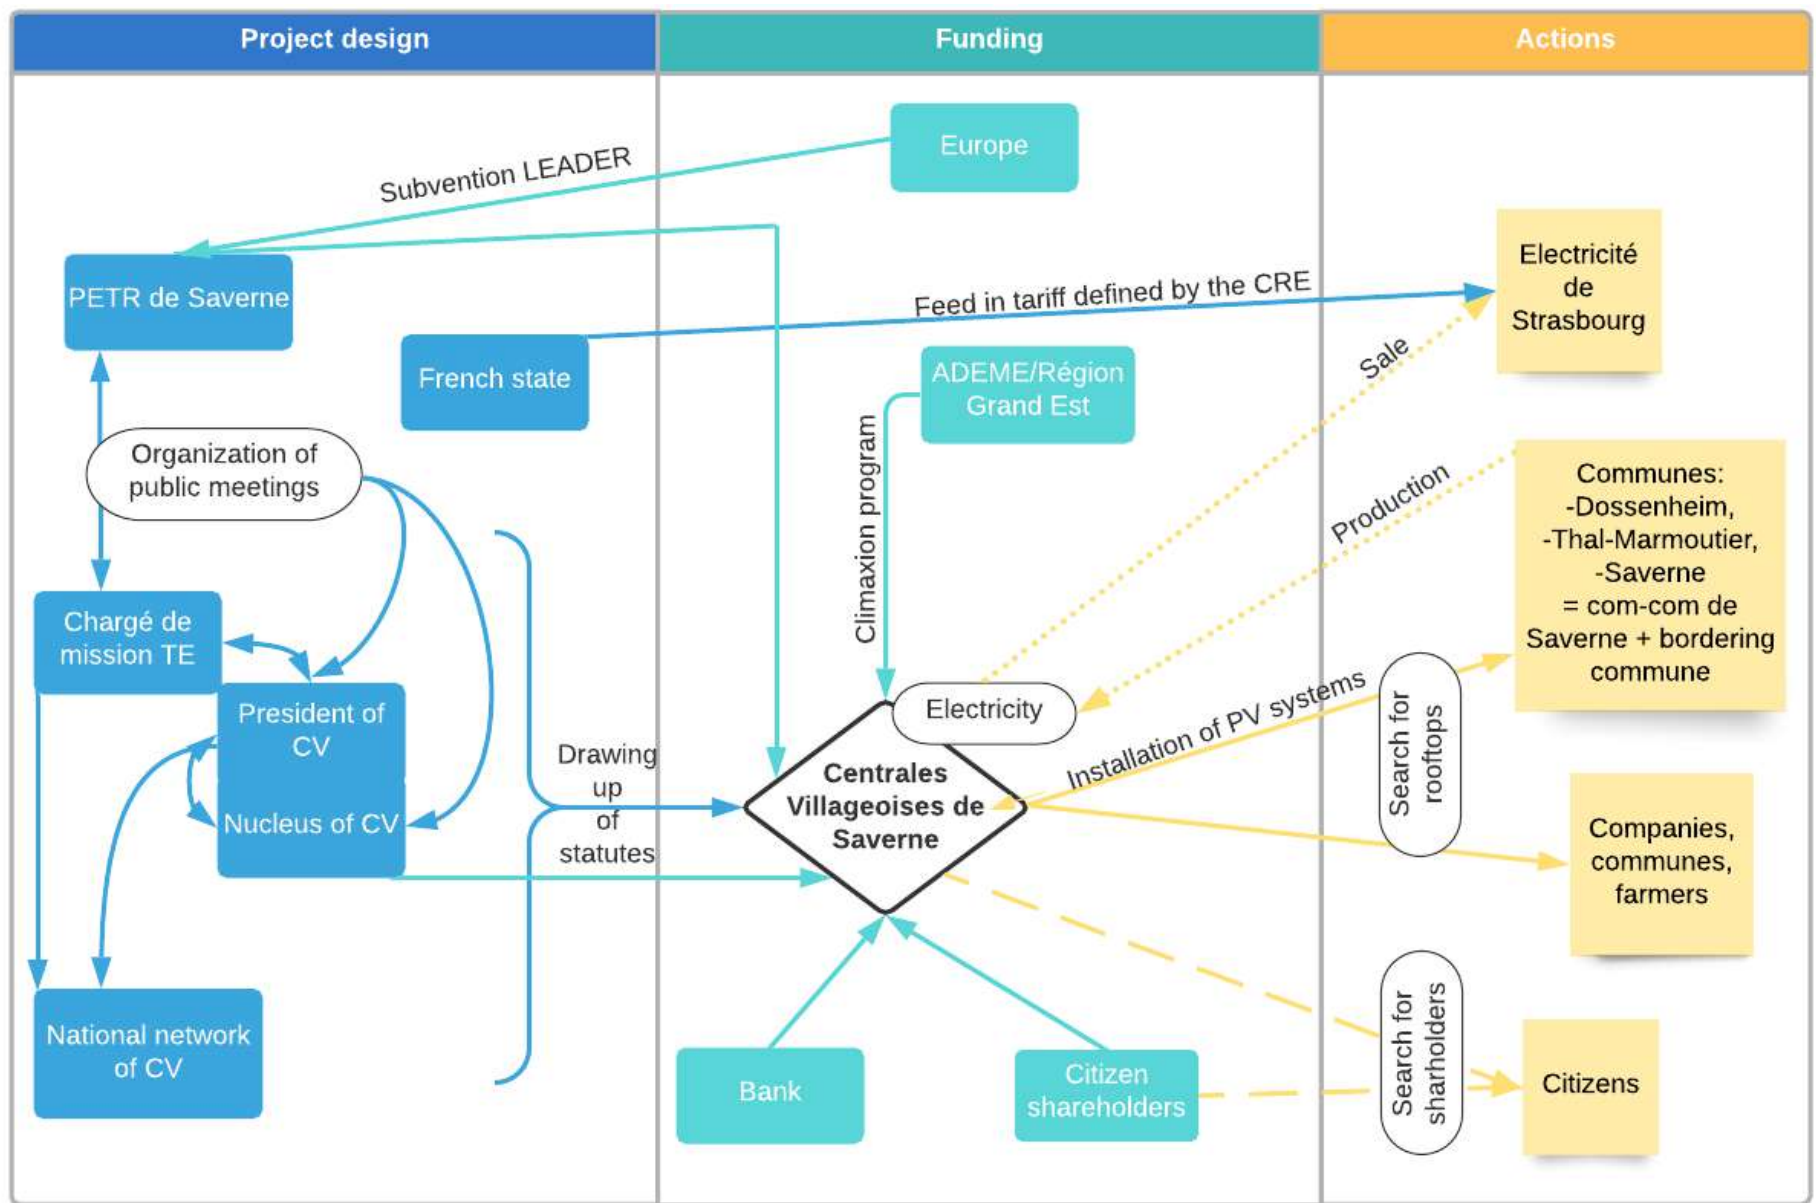 Project design
Funding
Actions
Europe
Subvention LEADER
PETR de Saverne
Electricité
de
Strasbourg
Feed in tariff defined by the CRE
French state
ADEME/Région
Grand Est
Sale
Organization of
public meetings
Climaxion program
Production
Communes:
-Dossenheim,
-Thal-Marmoutier,
-Saverne
= com-com de
Saverne + bordering
commune
Chargé de
mission TE
President of
CV
Nucleus of CV
Drawing
up
of
statutes
Electricity
Centrales
Villageoises de
Saverne
Installation of PV systems
Search for
rooftops
Companies,
communes,
farmers
National network
of CV
Bank
Citizen
shareholders
Search for
sharholders
Citizens